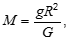 M = gR²/G,